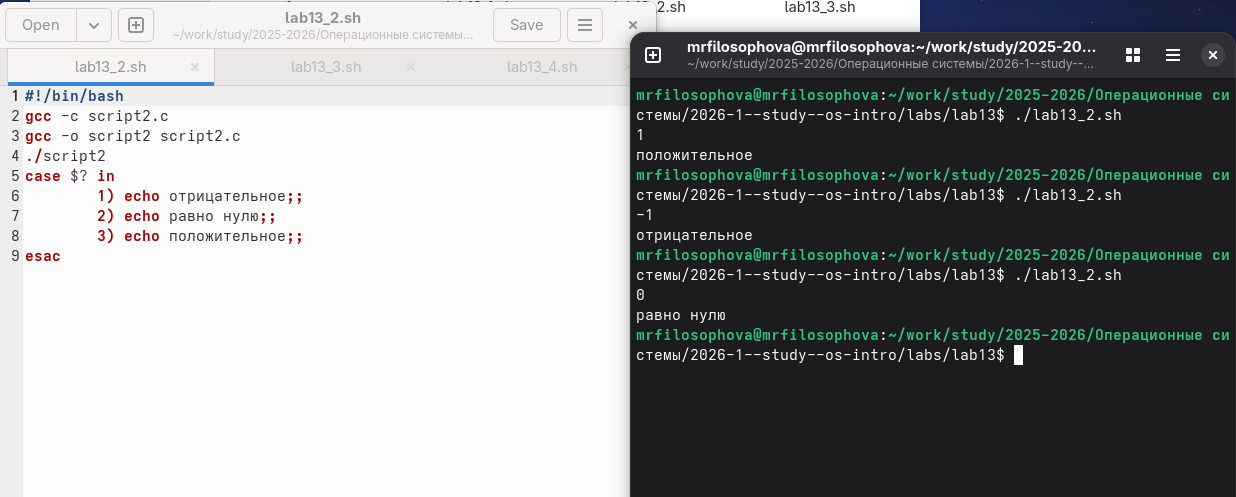 _2.sh lab13_3.sh
Open lab13_2.sh Save
~/work/study/2025-2026/Операционные системы...
lab13_2.sh × lab13_3.sh × lab13_4.sh
1 #!/bin/bash
2 gcc -c script2.c
3 gcc -o script2 script2.c
4 ./script2
5 case $? in
6 1) echo отрицательное;;
7 2) echo равно нулю;;
8 3) echo положительное;;
9 esac
mrfilosophova@mrfilosophova:~/work/study/2025-20...
~/work/study/2025-2026/Операционные системы/2026-1--study--...
mrfilosophova@mrfilosophova:~/work/study/2025-2026/Операционные си
стемы/2026-1--study--os-intro/labs/lab13$ ./lab13_2.sh
1
положительное
mrfilosophova@mrfilosophova:~/work/study/2025-2026/Операционные си
стемы/2026-1--study--os-intro/labs/lab13$ ./lab13_2.sh
-1
отрицательное
mrfilosophova@mrfilosophova:~/work/study/2025-2026/Операционные си
стемы/2026-1--study--os-intro/labs/lab13$ ./lab13_2.sh
0
равно нулю
mrfilosophova@mrfilosophova:~/work/study/2025-2026/Операционные си
стемы/2026-1--study--os-intro/labs/lab13$